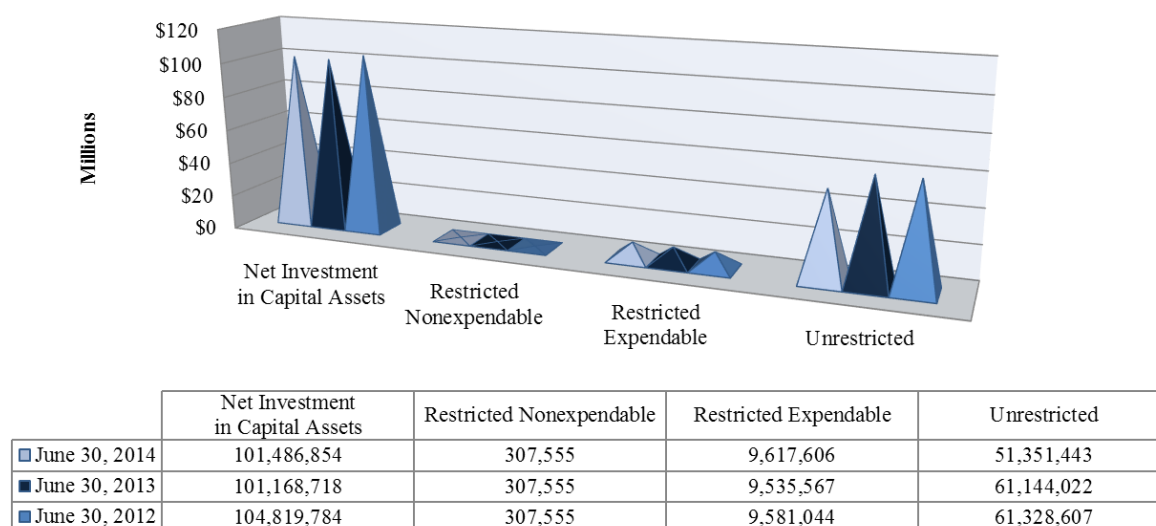 $120
$100
$80
$60
$40
$20
$0
Millions
Net Investment
in Capital Assets
Restricted
Nonexpendable
Restricted
Expendable
Unrestricted
Net Investment
in Capital Assets
Restricted Nonexpendable
Restricted Expendable
Unrestricted
June 30, 2014 101,486,854 307,555 9,617,606 51,351,443
June 30, 2013 101,168,718 307,555 9,535,567 61,144,022
June 30, 2012 104,819,784 307,555 9,581,044 61,328,607